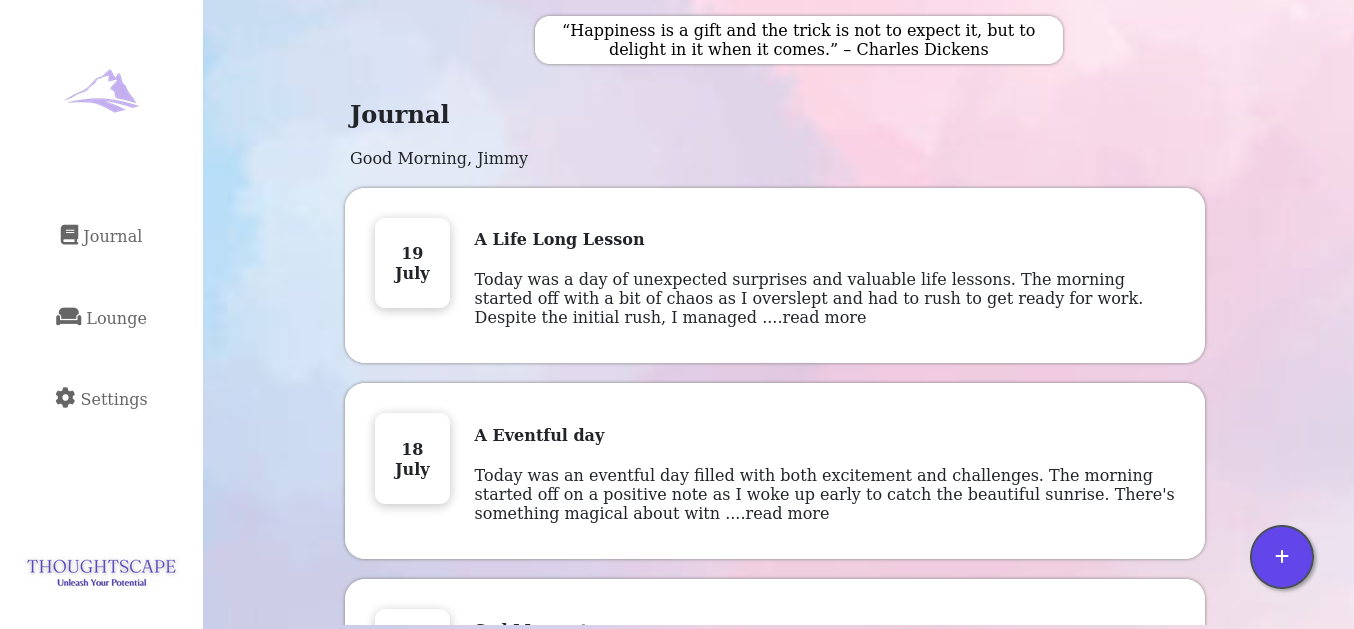 “Happiness is a gift and the trick is not to expect it, but to
delight in it when it comes.” – Charles Dickens
Journal
Good Morning, Jimmy
Journal
Lounge
Settings
THOUGHTSCAPE
Unleash Your Potential
19
July
A Life Long Lesson
Today was a day of unexpected surprises and valuable life lessons. The morning
started off with a bit of chaos as I overslept and had to rush to get ready for work.
Despite the initial rush, I managed ....read more
18
July
A Eventful day
Today was an eventful day filled with both excitement and challenges. The morning
started off on a positive note as I woke up early to catch the beautiful sunrise. There's
something magical about witn ....read more
+